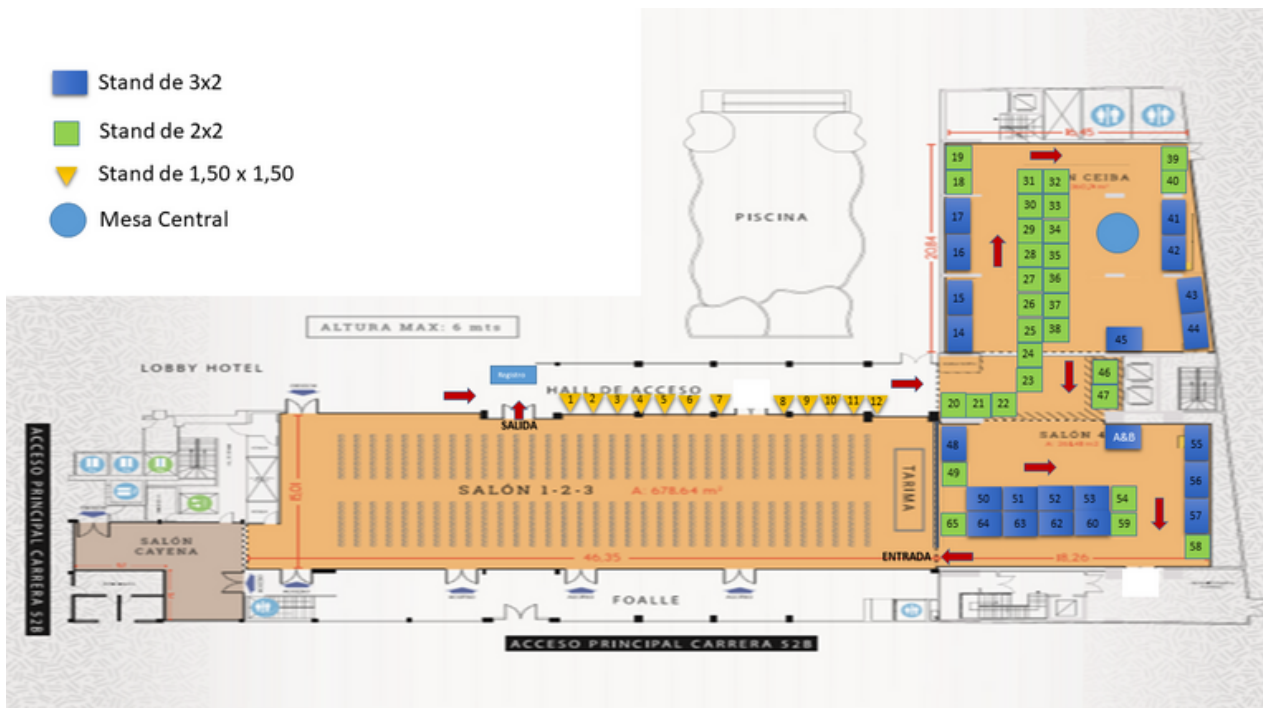 Stand de 3x2
Stand de 2x2
Stand de 1,50 x 1,50
Mesa Central
16,45
19
39
31
32
N CEIBA
18
40
PISCINA
17
30
33
41
29
34
16
28
35
42
20.84
27
36
15
26
37
43
14
25
38
44
45
ALTURA MAX: 6 mts
24
LOBBY HOTEL
Registro
HALL DE ACCESO
23
46
47
1 2 3 4 5 6 7 8 9 10 11 12
20 21 22
SALIDA
48
SALÓN 4
A&B
55
49
56
SALÓN 1-2-3
A: 678.64 m²
TARIMA
50 51 52 53 54
65 64 63 62 60 59
57
58
ENTRADA
46,35
18,26
SALÓN CAYENA
FOALLE
ACCESO PRINCIPAL CARRERA 52B
ACCESO PRINCIPAL CARRERA 52B